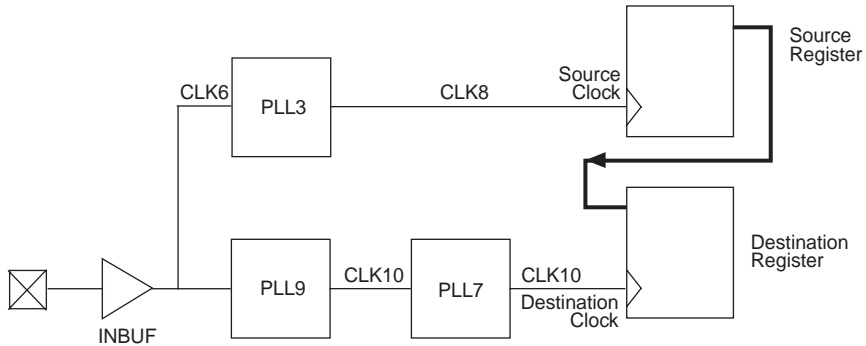 Source
Register
Source
Clock
CLK6
PLL3
CLK8
Destination
Register
PLL9
CLK10
PLL7
CLK10
Destination
Clock
INBUF